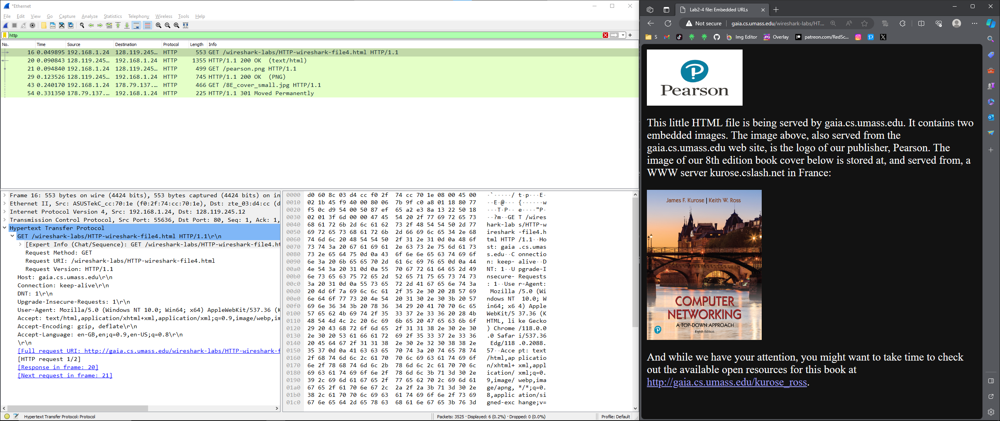 *Ethernet
File Edit View Go Capture Analyze Statistics Telephony Wireless Tools Help
http
No. Time Source Destination Protocol Length Info
16 0.049895 192.168.1.24 128.119.245… HTTP 553 GET /wireshark-labs/HTTP-wireshark-file4.html HTTP/1.1
20 0.090843 128.119.245… 192.168.1.24 HTTP 1355 HTTP/1.1 200 OK (text/html)
21 0.094840 192.168.1.24 128.119.245… HTTP 499 GET /pearson.png HTTP/1.1
29 0.123526 128.119.245… 192.168.1.24 HTTP 745 HTTP/1.1 200 OK (PNG)
43 0.240170 192.168.1.24 178.79.137.… HTTP 466 GET /8E_cover_small.jpg HTTP/1.1
54 0.331350 178.79.137.… 192.168.1.24 HTTP 225 HTTP/1.1 301 Moved Permanently
Frame 16: 553 bytes on wire (4424 bits), 553 bytes captured (4424 bits) on in
Ethernet II, Src: ASUSTekC_cc:70:1e (f0:2f:74:cc:70:1e), Dst: zte_03:d4:cc (d
Internet Protocol Version 4, Src: 192.168.1.24, Dst: 128.119.245.12
Transmission Control Protocol, Src Port: 55636, Dst Port: 80, Seq: 1, Ack: 1,
Hypertext Transfer Protocol
GET /wireshark-labs/HTTP-wireshark-file4.html HTTP/1.1\r\n
[Expert Info (Chat/Sequence): GET /wireshark-labs/HTTP-wireshark-file4.ht
Request Method: GET
Request URI: /wireshark-labs/HTTP-wireshark-file4.html
Request Version: HTTP/1.1
Host: gaia.cs.umass.edu\r\n
Connection: keep-alive\r\n
DNT: 1\r\n
Upgrade-Insecure-Requests: 1\r\n
User-Agent: Mozilla/5.0 (Windows NT 10.0; Win64; x64) AppleWebKit/537.36 (K
Accept: text/html,application/xhtml+xml,application/xml;q=0.9,image/webp,im
Accept-Encoding: gzip, deflate\r\n
Accept-Language: en-GB,en;q=0.9,en-US;q=0.8\r\n
\r\n
[Full request URI: http://gaia.cs.umass.edu/wireshark-labs/HTTP-wireshark-f
[HTTP request 1/2]
[Response in frame: 20]
[Next request in frame: 21]
0000 d0 60 8c 03 d4 cc f0 2f 74 cc 70 1e 08 00 45 00 ·`·····/ t·p···E·
0010 02 1b 45 f9 40 00 80 06 7b 9f c0 a8 01 18 80 77 ··E·@··· {······w
0020 f5 0c d9 54 00 50 87 ef 65 a2 e3 8a 13 22 50 18 ···T·P·· e····"P·
0030 02 01 3f 6d 00 00 47 45 54 20 2f 77 69 72 65 73 ··?m··GE T /wires
0040 68 61 72 6b 2d 6c 61 62 73 2f 48 54 54 50 2d 77 hark-lab s/HTTP-w
0050 69 72 65 73 68 61 72 6b 2d 66 69 6c 65 34 2e 68 ireshark -file4.h
0060 74 6d 6c 20 48 54 54 50 2f 31 2e 31 0d 0a 48 6f tml HTTP /1.1··Ho
0070 73 74 3a 20 67 61 69 61 2e 63 73 2e 75 6d 61 73 st: gaia .cs.umas
0080 73 2e 65 64 75 0d 0a 43 6f 6e 6e 65 63 74 69 6f s.edu··C onnectio
0090 6e 3a 20 6b 65 65 70 2d 61 6c 69 76 65 0d 0a 44 n: keep- alive··D
00a0 4e 54 3a 20 31 0d 0a 55 70 67 72 61 64 65 2d 49 NT: 1··U pgrade-I
00b0 6e 73 65 63 75 72 65 2d 52 65 71 75 65 73 74 73 nsecure- Requests
00c0 3a 20 31 0d 0a 55 73 65 72 2d 41 67 65 6e 74 3a : 1··Use r-Agent:
00d0 20 4d 6f 7a 69 6c 6c 61 2f 35 2e 30 20 28 57 69 Mozilla /5.0 (Wi
00e0 6e 64 6f 77 73 20 4e 54 20 31 30 2e 30 3b 20 57 ndows NT 10.0; W
00f0 69 6e 36 34 3b 20 78 36 34 29 20 41 70 70 6c 65 in64; x6 4) Apple
0100 57 65 62 4b 69 74 2f 35 33 37 2e 33 36 20 28 4b WebKit/5 37.36 (K
0110 48 54 4d 4c 2c 20 6c 69 6b 65 20 47 65 63 6b 6f HTML, li ke Gecko
0120 29 20 43 68 72 6f 6d 65 2f 31 31 38 2e 30 2e 30 ) Chrome /118.0.0
0130 2e 30 20 53 61 66 61 72 69 2f 35 33 37 2e 33 36 .0 Safar i/537.36
0140 20 45 64 67 2f 31 31 38 2e 30 2e 32 30 38 38 2e Edg/118 .0.2088.
0150 35 37 0d 0a 41 63 63 65 70 74 3a 20 74 65 78 74 57··Acce pt: text
0160 2f 68 74 6d 6c 2c 61 70 70 6c 69 63 61 74 69 6f /html,ap plicatio
0170 6e 2f 78 68 74 6d 6c 2b 78 6d 6c 2c 61 70 70 6c n/xhtml+ xml,appl
0180 69 63 61 74 69 6f 6e 2f 78 6d 6c 3b 71 3d 30 2e ication/ xml;q=0.
0190 39 2c 69 6d 61 67 65 2f 77 65 62 70 2c 69 6d 61 9,image/ webp,ima
01a0 67 65 2f 61 70 6e 67 2c 2a 2f 2a 3b 71 3d 30 2e ge/apng, */*;q=0.
01b0 38 2c 61 70 70 6c 69 63 61 74 69 6f 6e 2f 73 69 8,applic ation/si
01c0 67 6e 65 64 2d 65 78 63 68 61 6e 67 65 3b 76 3d gned-exc hange;v=
Hypertext Transfer Protocol: Protocol
Packets: 3525 · Displayed: 6 (0.2%) · Dropped: 0 (0.0%)
Profile: Default
Lab2-4 file: Embedded URLs
Not secure gaia.cs.umass.edu/wireshark-labs/HT...
S Img Editor JPG Overlay patreon.com/RedSc...
Pearson
This little HTML file is being served by gaia.cs.umass.edu. It contains two
embedded images. The image above, also served from the
gaia.cs.umass.edu web site, is the logo of our publisher, Pearson. The
image of our 8th edition book cover below is stored at, and served from, a
WWW server kurose.cslash.net in France:
James F. Kurose | Keith W. Ross
COMPUTER
NETWORKING
A TOP-DOWN APPROACH
Eighth Edition
And while we have your attention, you might want to take time to check
out the available open resources for this book at
http://gaia.cs.umass.edu/kurose_ross.